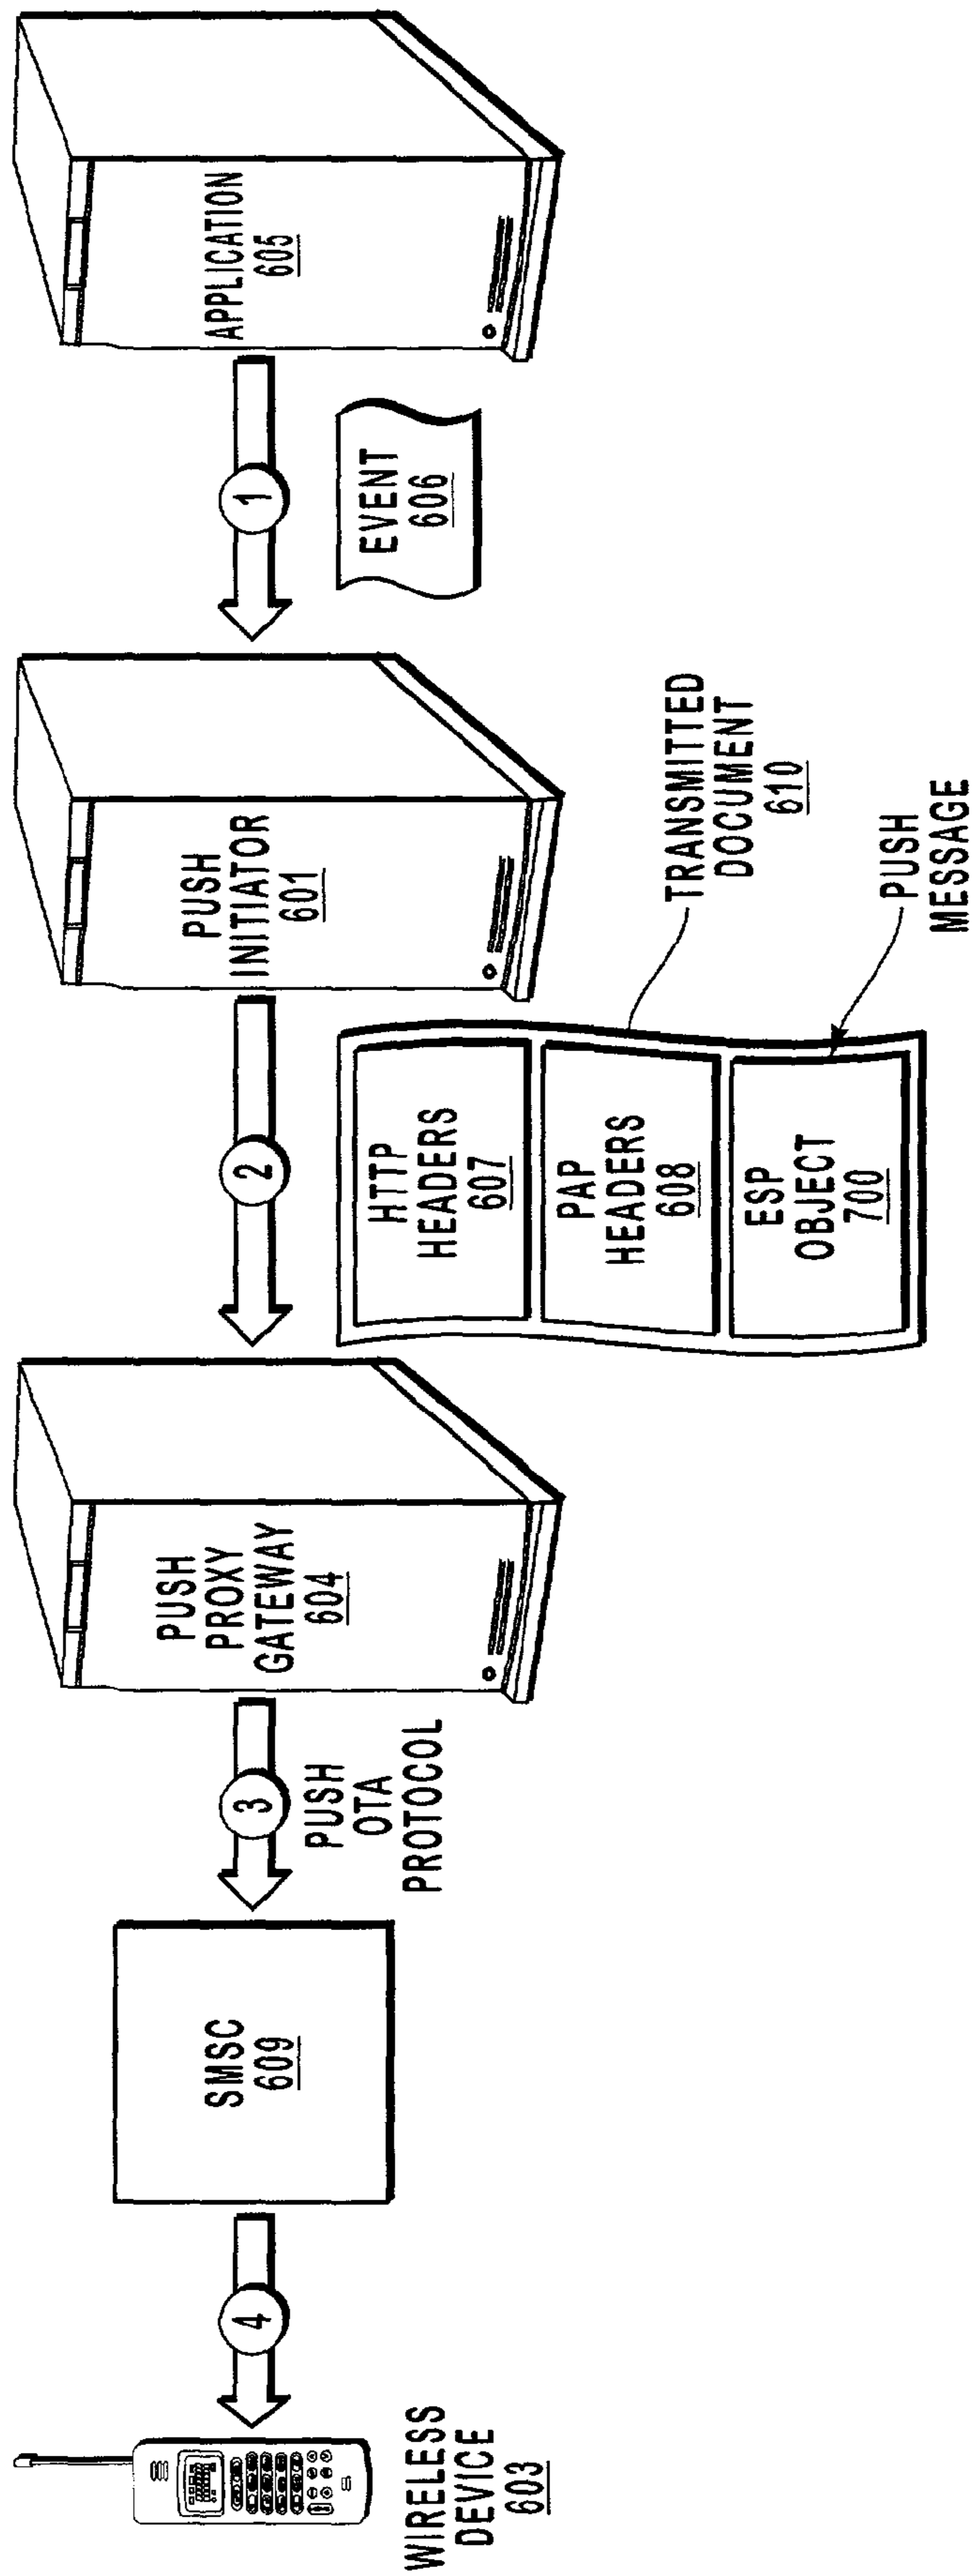 WIRELESS
DEVICE
603
4
SMSC
609
3
PUSH
OTA
PROTOCOL
PUSH
PROXY
GATEWAY
604
2
HTTP
HEADERS
607
PAP
HEADERS
608
ESP
OBJECT
700
PUSH
INITIATOR
601
TRANSMITTED
DOCUMENT
610
PUSH
MESSAGE
1
EVENT
606
APPLICATION
605